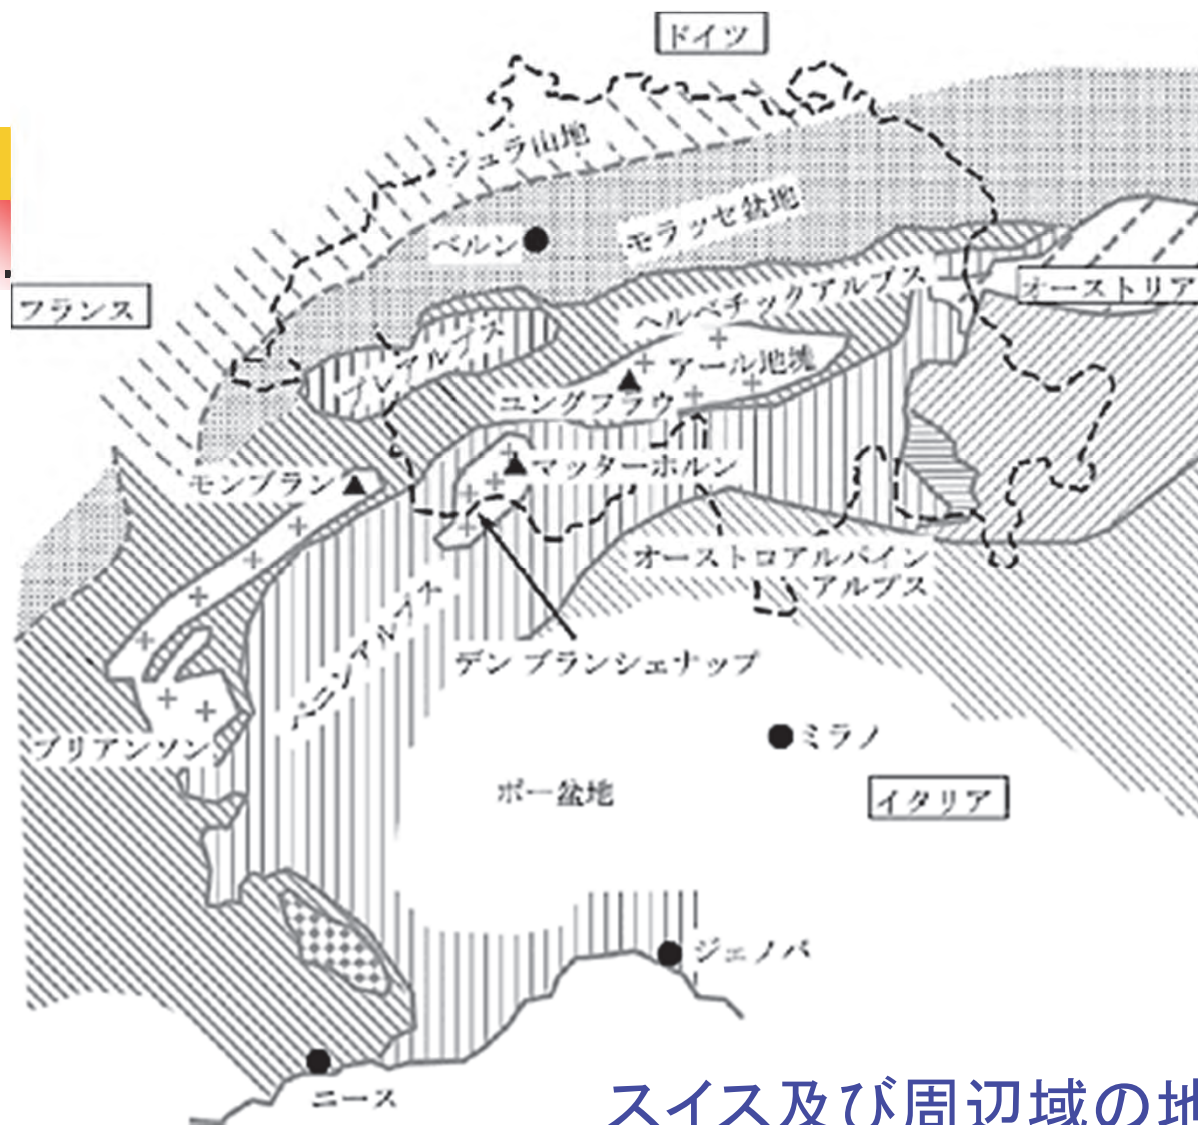 ドイツ
ジュラ山地
モラッセ盆地
ベルン
フランス
オーストリア
ヘルベチックアルプス
プレアルプス
アール地塊
ユングフラウ
モンブラン
マッターホルン
オーストロアルパイン
アルプス
デンブランシェナップ
ペニンアルプス
ブリアンソン
ミラノ
ポー盆地
イタリア
ジェノバ
ニース
スイス及び周辺域の地